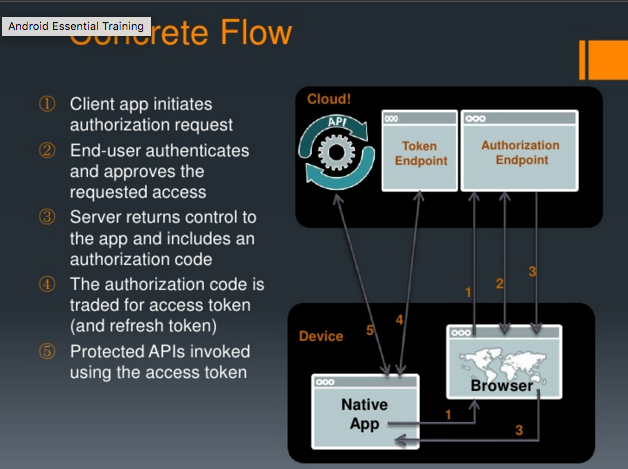 Android Essential Training
Concrete Flow
① Client app initiates
authorization request
② End-user authenticates
and approves the
requested access
③ Server returns control to
the app and includes an
authorization code
④ The authorization code is
traded for access token
(and refresh token)
⑤ Protected APIs invoked
using the access token
Cloud!
API
Token
Endpoint
Authorization
Endpoint
1
2
3
4
5
Device
Browser
Native
App
1
3